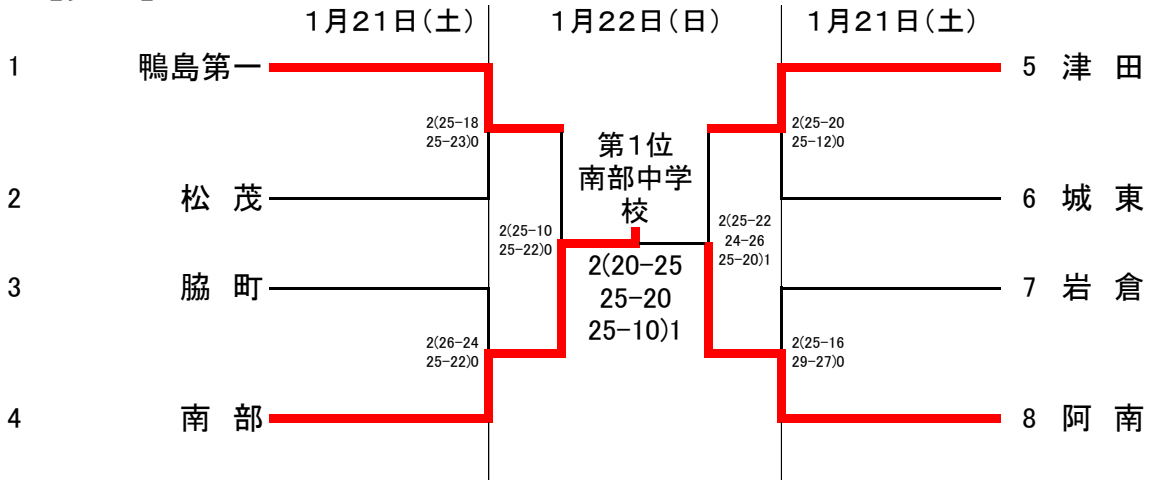 1月21日(土)
1月22日(日)
1月21日(土)
1 鴨島第一
5 津 田
2(25-18
25-23)0
2(25-20
25-12)0
第1位
南部中学
校
2 松 茂
6 城 東
2(25-10
25-22)0
2(25-22
24-26
25-20)1
2(20-25
25-20
25-10)1
3 脇 町
7 岩 倉
2(26-24
25-22)0
2(25-16
29-27)0
4 南 部
8 阿 南